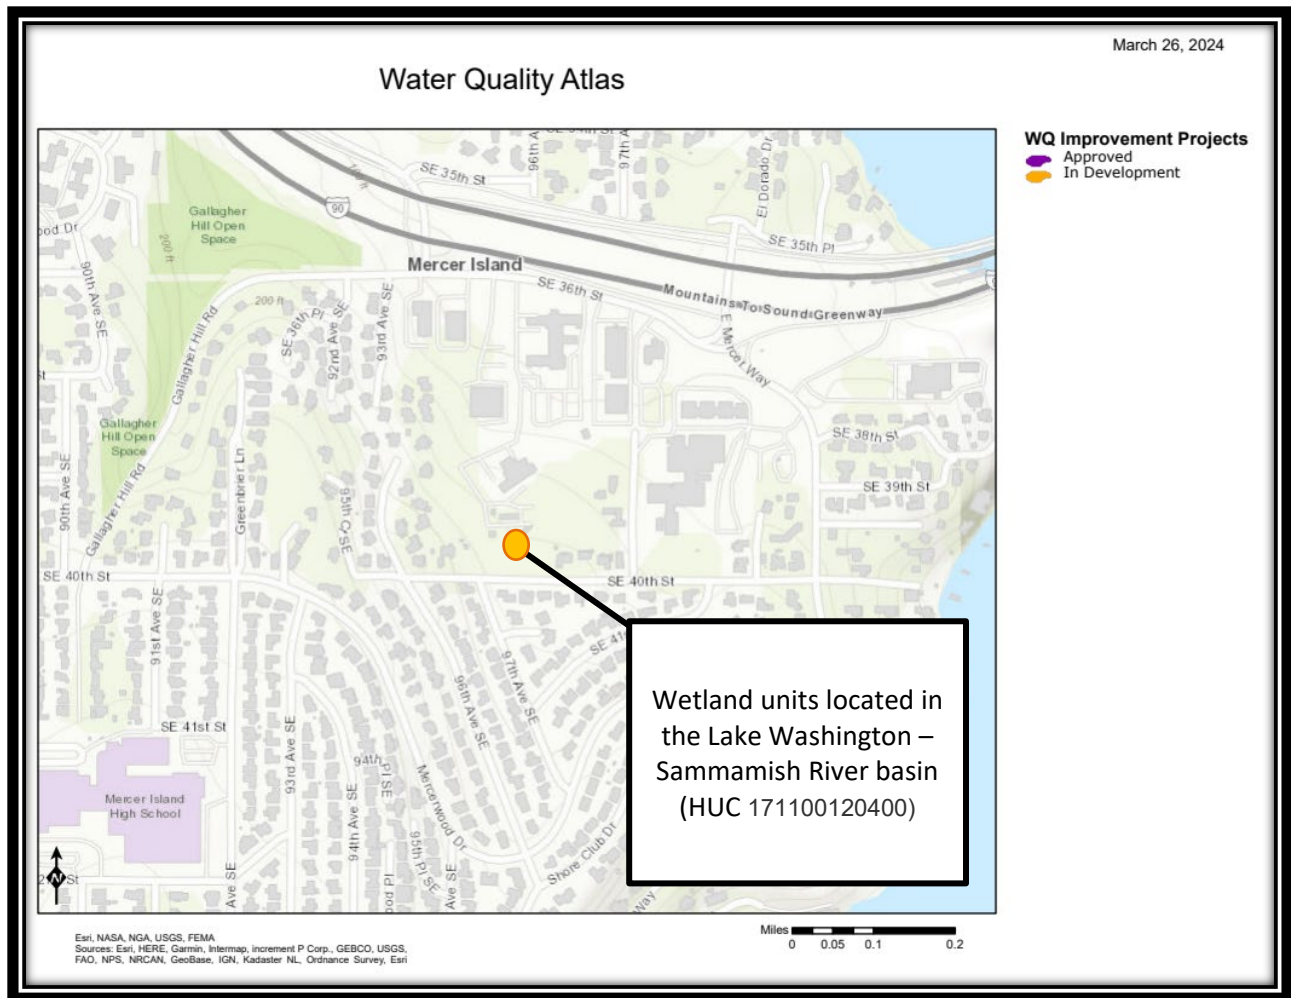 March 26, 2024
Water Quality Atlas
WQ Improvement Projects
Approved
In Development
96th A
97th A
SE 35th St
El Dorado Dr
90
Gallagher
Hill Open
Space
200 ft
SE 35th Pl
90th Ave SE
Mercer Island
SE 36th St
Mountains To Sound Greenway
200 ft
SE 36th Pl
92nd Ave SE
93rd Ave SE
E Mercer Way
Gallagher Hill Rd
Gallagher
Hill Open
Space
SE 38th St
SE 39th St
90th Ave SE
Gallagher Hill Rd
Greenbrier Ln
95th Ct SE
SE 40th St
SE 40th St
91st Ave SE
SE 41s
97th Ave SE
96th Ave SE
Wetland units located in
the Lake Washington –
Sammamish River basin
(HUC 171100120400)
SE 41st St
93rd Ave SE
94th Pl SE
Mercerwood Dr
Mercer Island
High School
94th Ave SE
95th Pl SE
Shore Club Dr
N
St
Ave SE
Ave SE
Way
Esri, NASA, NGA, USGS, FEMA
Sources: Esri, HERE, Garmin, Intermap, increment P Corp., GEBCO, USGS,
FAO, NPS, NRCAN, GeoBase, IGN, Kadaster NL, Ordnance Survey, Esri
Miles
0 0.05 0.1 0.2